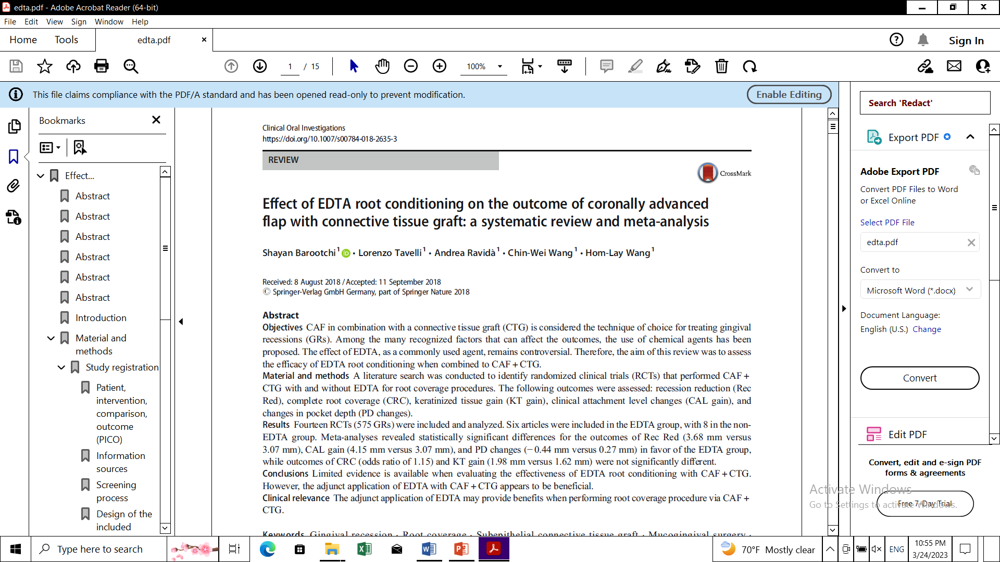 edta.pdf - Adobe Acrobat Reader (64-bit)
File Edit View Sign Window Help
Home Tools edta.pdf
Sign In
1 / 15
100%
This file claims compliance with the PDF/A standard and has been opened read-only to prevent modification.
Enable Editing
Bookmarks
Effect...
Abstract
Abstract
Abstract
Abstract
Abstract
Abstract
Introduction
Material and
methods
Study registration
Patient,
intervention,
comparison,
outcome
(PICO)
Information
sources
Screening
process
Design of the
included
Clinical Oral Investigations
https://doi.org/10.1007/s00784-018-2635-3
REVIEW
CrossMark
Effect of EDTA root conditioning on the outcome of coronally advanced
flap with connective tissue graft: a systematic review and meta-analysis
Shayan Barootchi1 iD • Lorenzo Tavelli1 • Andrea Ravidà1 • Chin-Wei Wang1 • Hom-Lay Wang1
Received: 8 August 2018 / Accepted: 11 September 2018
© Springer-Verlag GmbH Germany, part of Springer Nature 2018
Abstract
Objectives CAF in combination with a connective tissue graft (CTG) is considered the technique of choice for treating gingival
recessions (GRs). Among the many recognized factors that can affect the outcomes, the use of chemical agents has been
proposed. The effect of EDTA, as a commonly used agent, remains controversial. Therefore, the aim of this review was to assess
the efficacy of EDTA root conditioning when combined to CAF + CTG.
Material and methods A literature search was conducted to identify randomized clinical trials (RCTs) that performed CAF +
CTG with and without EDTA for root coverage procedures. The following outcomes were assessed: recession reduction (Rec
Red), complete root coverage (CRC), keratinized tissue gain (KT gain), clinical attachment level changes (CAL gain), and
changes in pocket depth (PD changes).
Results Fourteen RCTs (575 GRs) were included and analyzed. Six articles were included in the EDTA group, with 8 in the non-
EDTA group. Meta-analyses revealed statistically significant differences for the outcomes of Rec Red (3.68 mm versus
3.07 mm), CAL gain (4.15 mm versus 3.07 mm), and PD changes (− 0.44 mm versus 0.27 mm) in favor of the EDTA group,
while outcomes of CRC (odds ratio of 1.15) and KT gain (1.98 mm versus 1.62 mm) were not significantly different.
Conclusions Limited evidence is available when evaluating the effectiveness of EDTA root conditioning with CAF + CTG.
However, the adjunct application of EDTA with CAF + CTG appears to be beneficial.
Clinical relevance The adjunct application of EDTA may provide benefits when performing root coverage procedure via CAF +
CTG.
Keywords Gingival recession · Root coverage · Subepithelial connective tissue graft · Mucogingival surgery ·
Search 'Redact'
Export PDF
Adobe Export PDF
Convert PDF Files to Word
or Excel Online
Select PDF File
edta.pdf
Convert to
Microsoft Word (*.docx)
Document Language:
English (U.S.) Change
Convert
Edit PDF
Convert, edit and e-sign PDF
forms & agreements
Free 7-Day Trial
Activate Windows
Go to Settings to activate Windows.
Type here to search
70°F Mostly clear
ENG
10:55 PM
3/24/2023